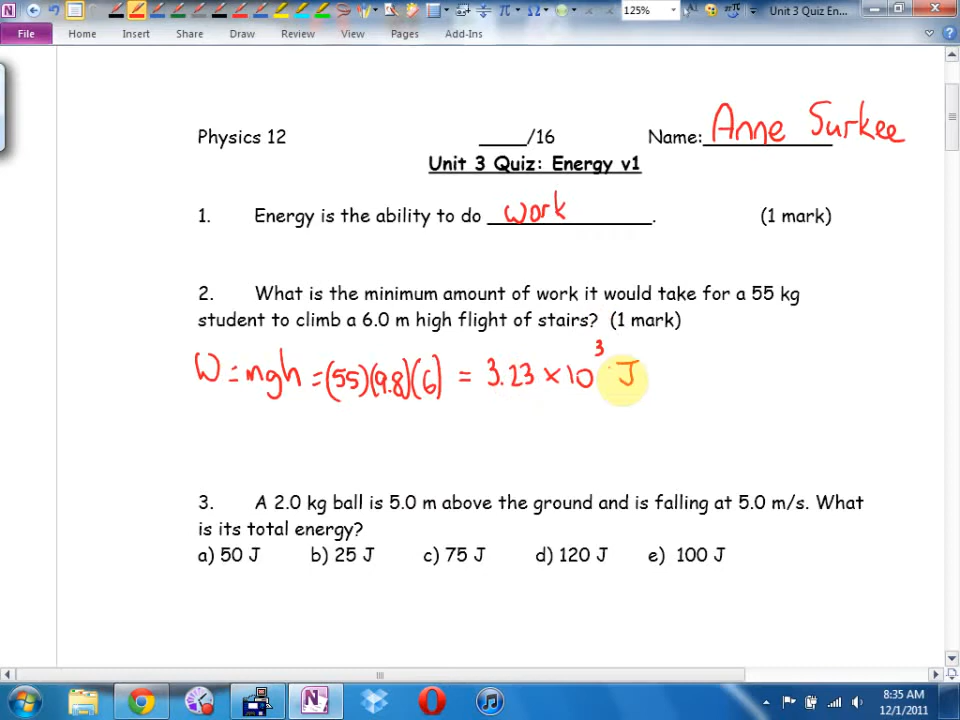 125%
Unit 3 Quiz En...
File Home Insert Share Draw Review View Pages Add-Ins
Physics 12 ____/16 Name: Anne Surkee
Unit 3 Quiz: Energy v1
1. Energy is the ability to do work. (1 mark)
2. What is the minimum amount of work it would take for a 55 kg
student to climb a 6.0 m high flight of stairs? (1 mark)
W = mgh = (55)(9.8)(6) = 3.23 × 10³ J
3. A 2.0 kg ball is 5.0 m above the ground and is falling at 5.0 m/s. What
is its total energy?
a) 50 J b) 25 J c) 75 J d) 120 J e) 100 J
8:35 AM
12/1/2011